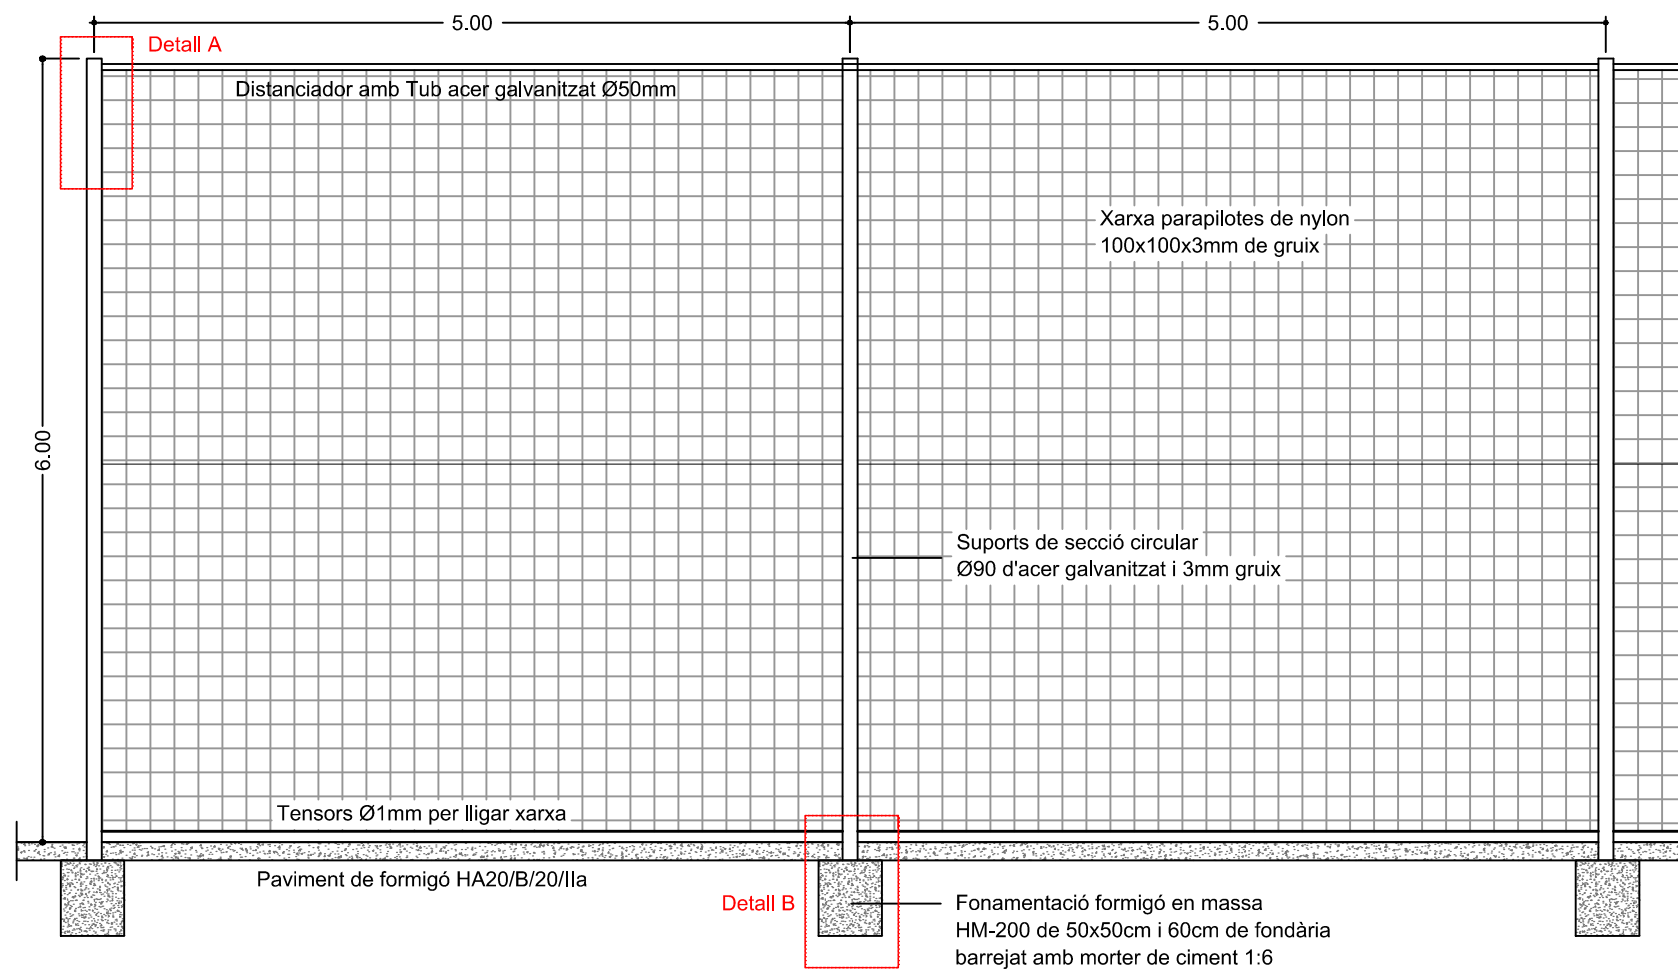 5.00
5.00
Detall A
Distanciador amb Tub acer galvanitzat Ø50mm
Xarxa parapilotes de nylon
100x100x3mm de gruix
6.00
Suports de secció circular
Ø90 d'acer galvanitzat i 3mm gruix
Tensors Ø1mm per lligar xarxa
Paviment de formigó HA20/B/20/IIa
Detall B
Fonamentació formigó en massa
HM-200 de 50x50cm i 60cm de fondària
barrejat amb morter de ciment 1:6